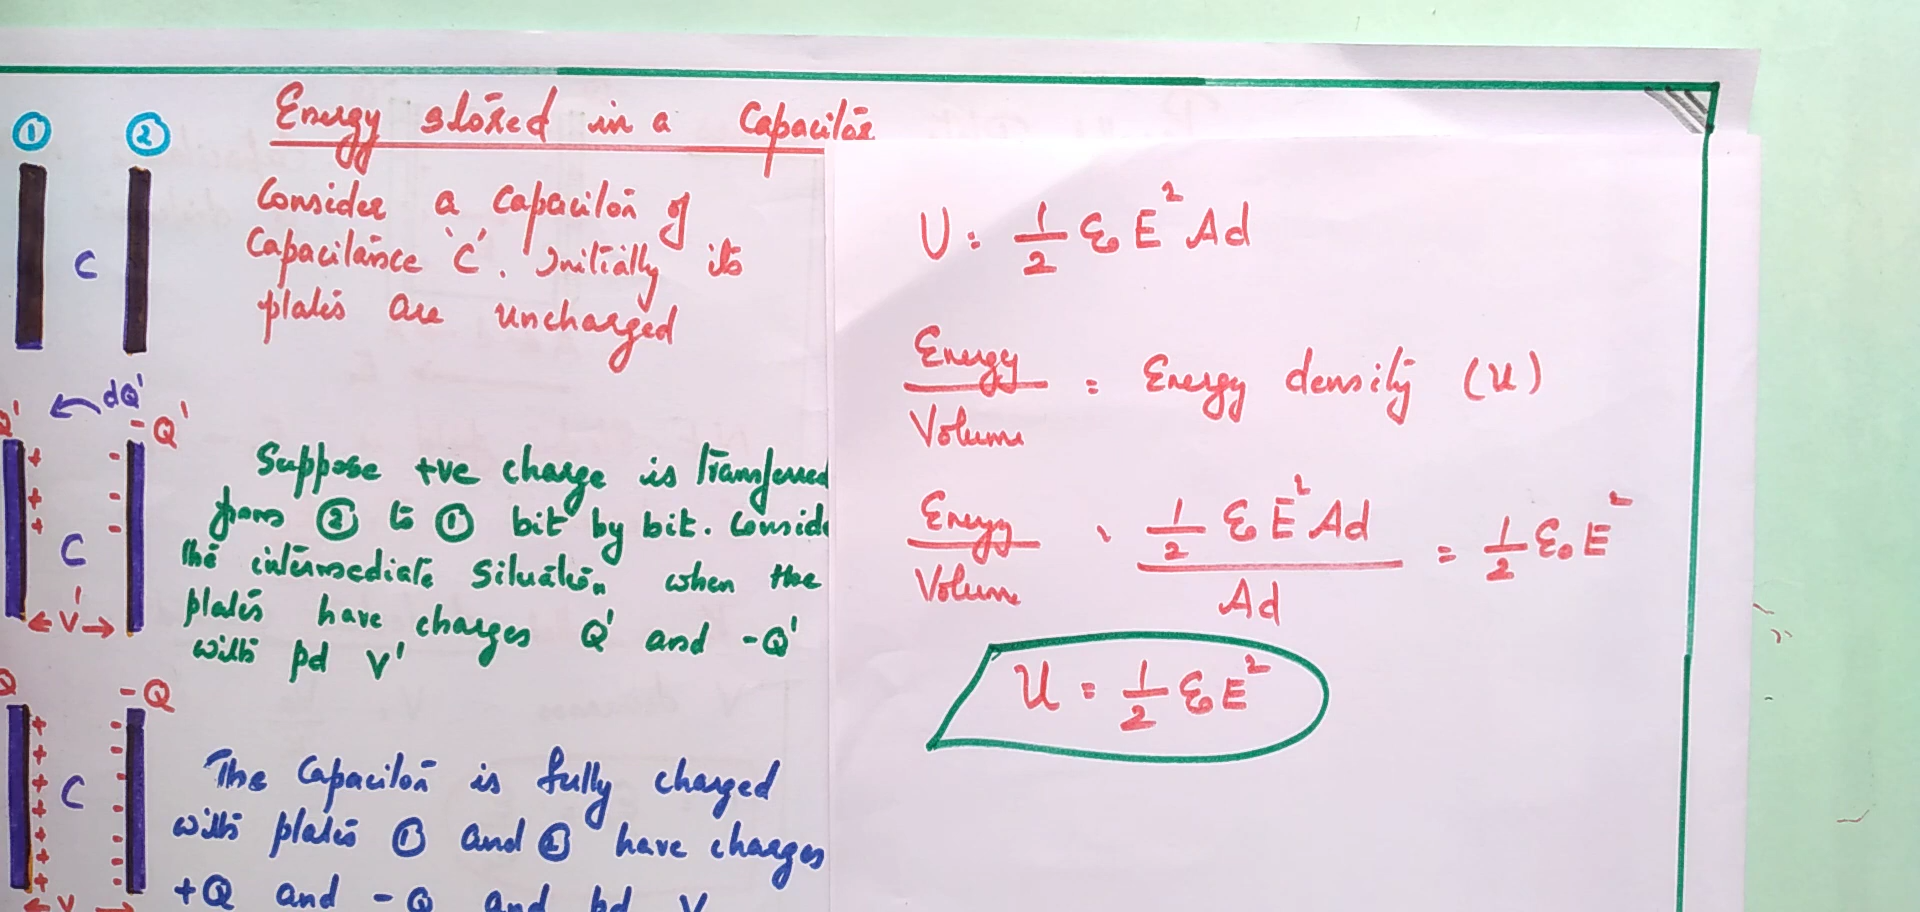 Energy stored in a Capacitor
① ②
C
Consider a capacitor of
Capacitance 'C'. Initially its
plates are uncharged
dQ'
Q' -Q'
+ -
+ -
+ -
C
V'
Suppose +ve charge is transferred
from ② to ① bit by bit. Conside
the intermediate situation when the
plates have charges Q' and -Q'
with pd V'
Q -Q
C
V
The Capacitor is fully charged
with plates ① and ② have charges
+Q and -Q and pd V
U = 1/2 ε₀ E² Ad
Energy/Volume = Energy density (u)
Energy/Volume = 1/2 ε₀ E² Ad / Ad = 1/2 ε₀ E²
u = 1/2 ε₀ E²